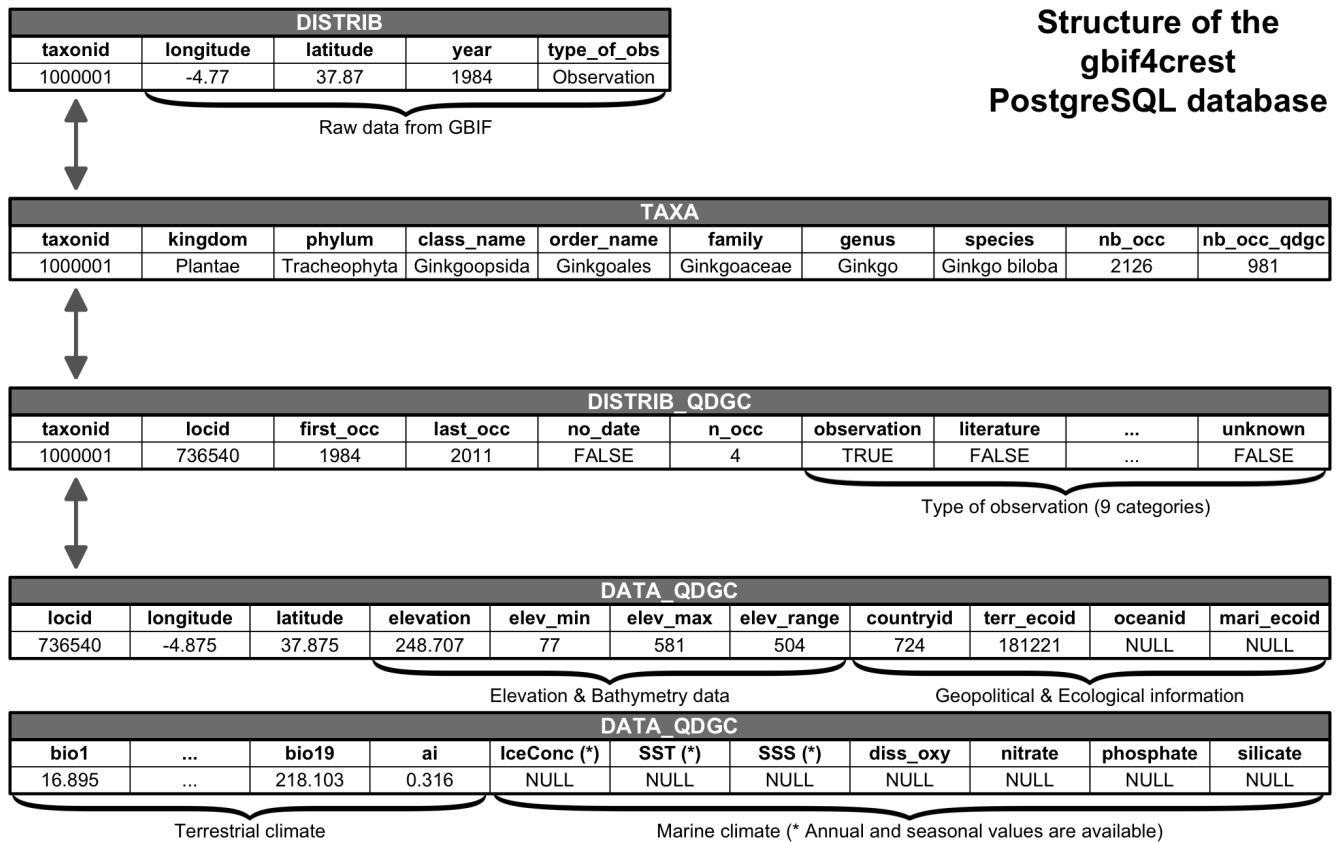 Structure of the
gbif4crest
PostgreSQL database
DISTRIB
taxonid longitude latitude year type_of_obs
1000001 -4.77 37.87 1984 Observation
Raw data from GBIF
TAXA
taxonid kingdom phylum class_name order_name family genus species nb_occ nb_occ_qdgc
1000001 Plantae Tracheophyta Ginkgoopsida Ginkgoales Ginkgoaceae Ginkgo Ginkgo biloba 2126 981
DISTRIB_QDGC
taxonid locid first_occ last_occ no_date n_occ observation literature ... unknown
1000001 736540 1984 2011 FALSE 4 TRUE FALSE ... FALSE
Type of observation (9 categories)
DATA_QDGC
locid longitude latitude elevation elev_min elev_max elev_range countryid terr_ecoid oceanid mari_ecoid
736540 -4.875 37.875 248.707 77 581 504 724 181221 NULL NULL
Elevation & Bathymetry data Geopolitical & Ecological information
DATA_QDGC
bio1 ... bio19 ai IceConc (*) SST (*) SSS (*) diss_oxy nitrate phosphate silicate
16.895 ... 218.103 0.316 NULL NULL NULL NULL NULL NULL NULL
Terrestrial climate Marine climate (* Annual and seasonal values are available)